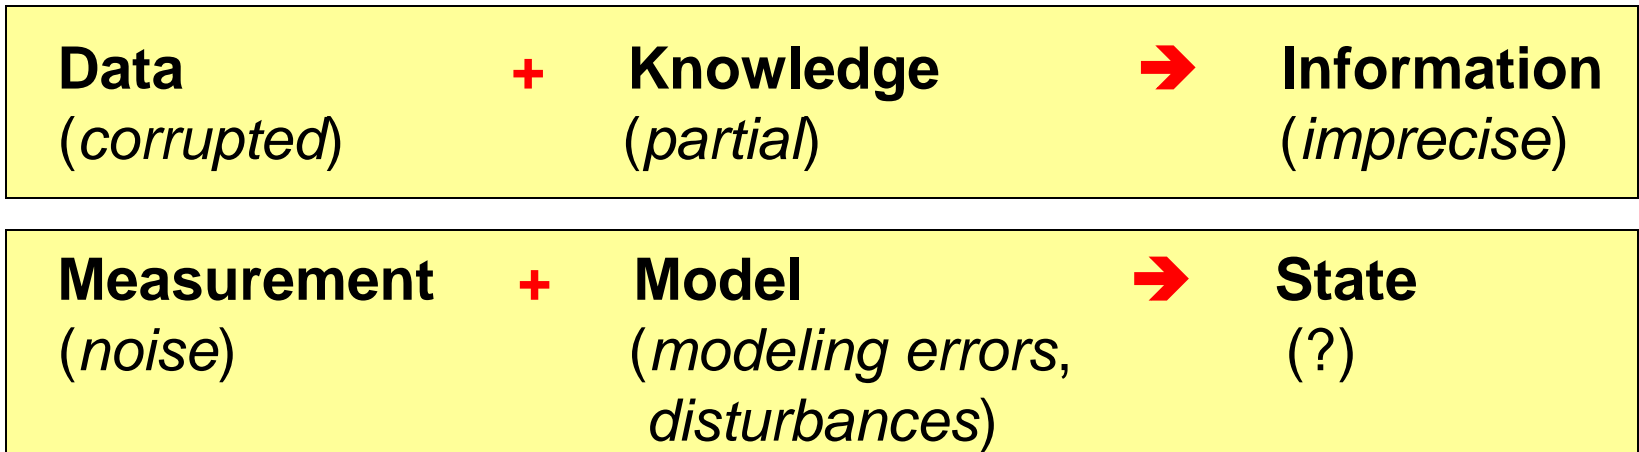 Data + Knowledge ➔ Information
(corrupted) (partial) (imprecise)
Measurement + Model ➔ State
(noise) (modeling errors, (?)
disturbances)